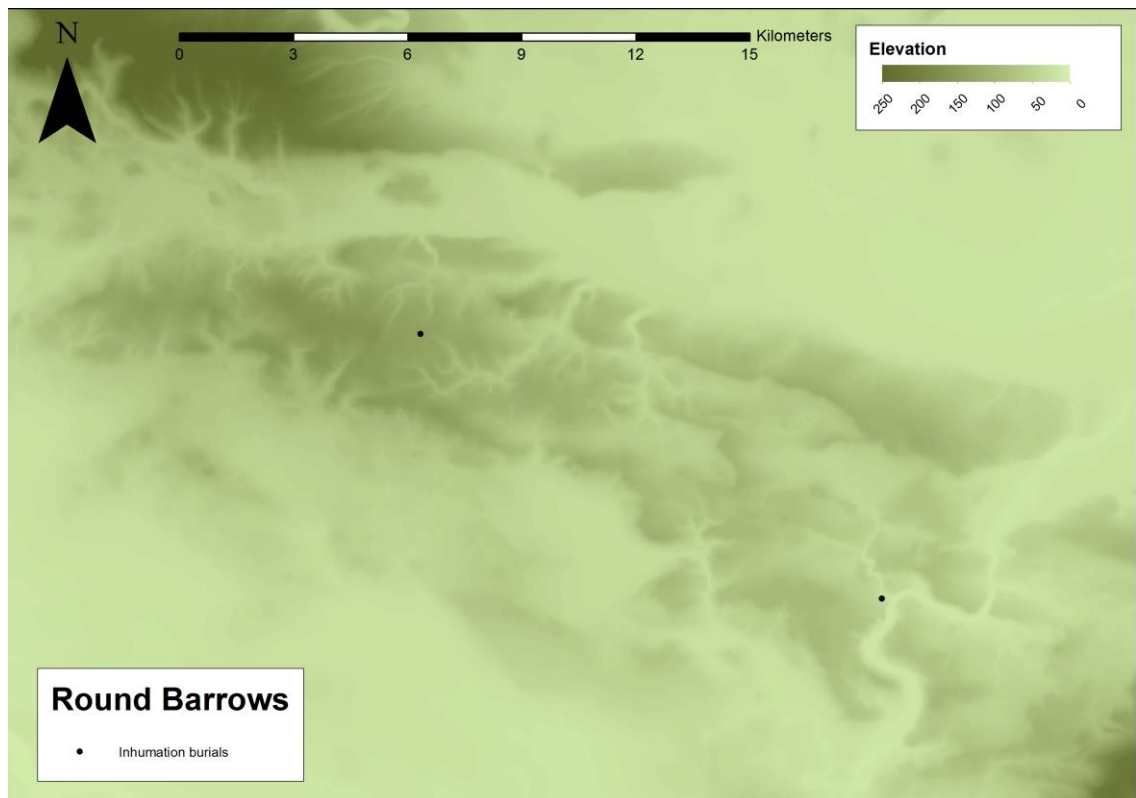 N
Kilometers
0 3 6 9 12 15
Elevation
250 200 150 100 50 0
Round Barrows
Inhumation burials